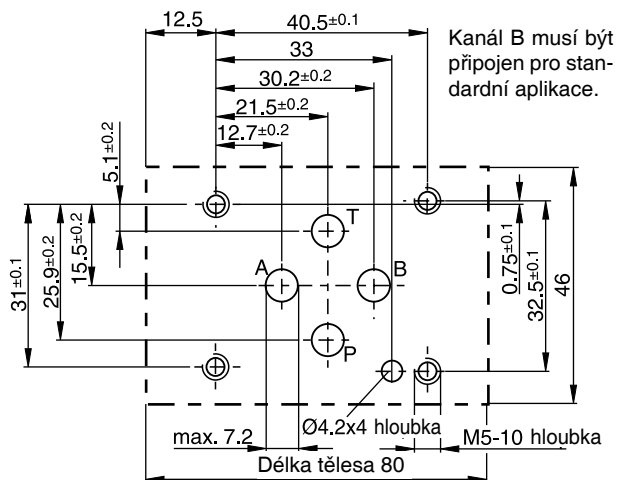 12.5
40.5±0.1
33
30.2±0.2
21.5±0.2
12.7±0.2
Kanál B musí být
připojen pro stan-
dardní aplikace.
5.1±0.2
15.5±0.2
25.9±0.2
31±0.1
T
A
B
P
0.75±0.1
32.5±0.1
46
Ø4.2x4 hloubka
max. 7.2
M5-10 hloubka
Délka tělesa 80